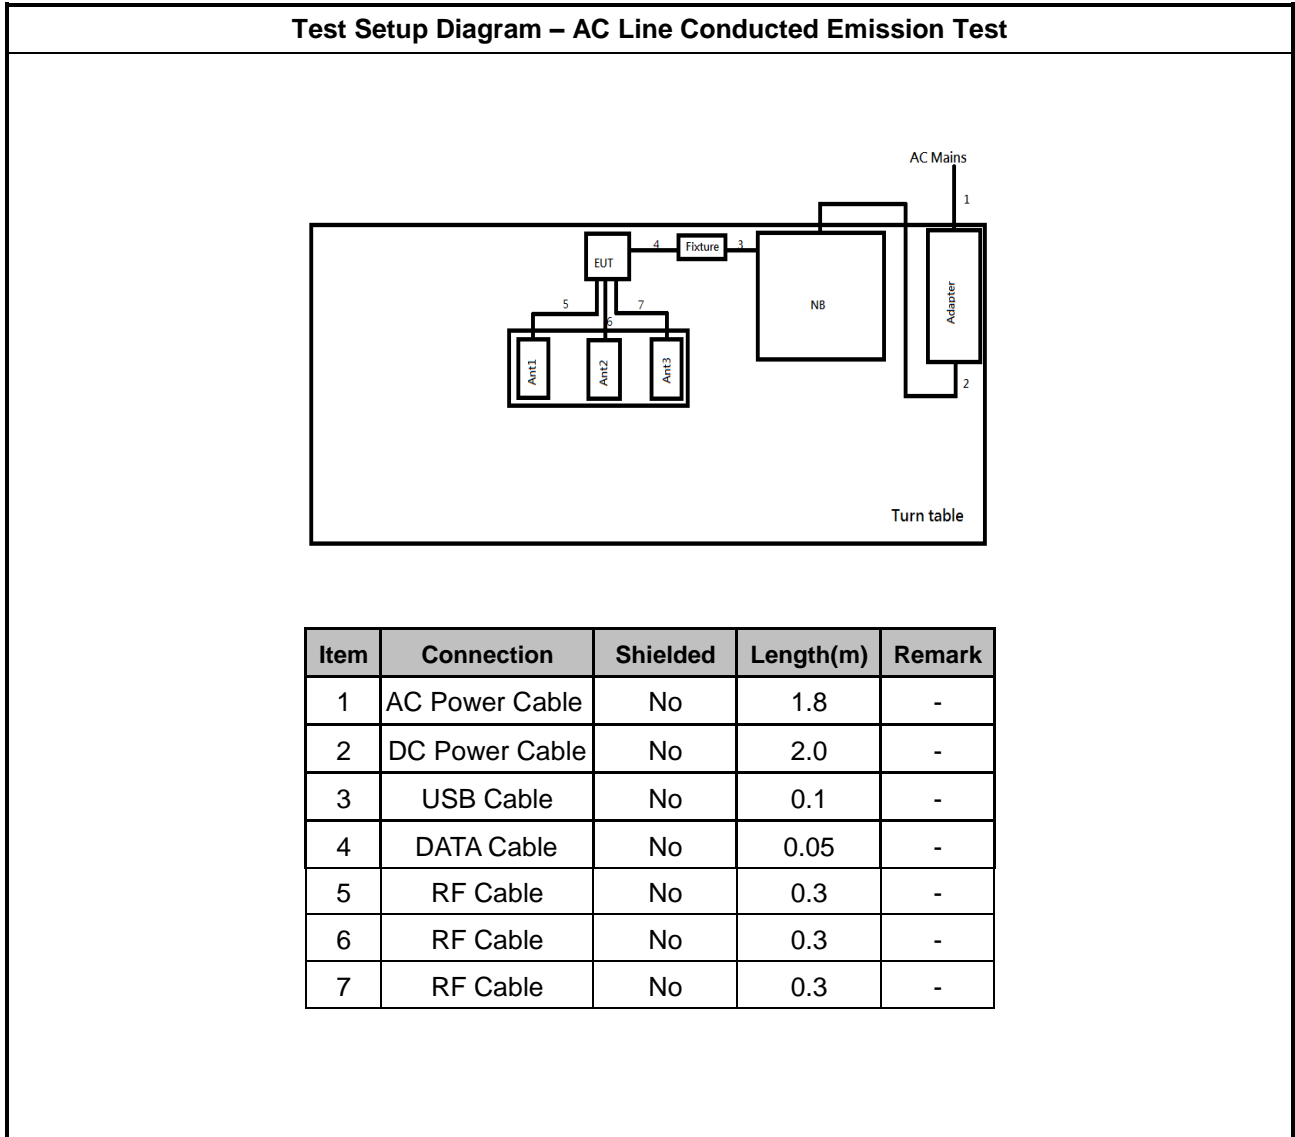 Test Setup Diagram – AC Line Conducted Emission Test
AC Mains
1
EUT
4
Fixture
3
NB
Adapter
2
5
6
7
Ant1
Ant2
Ant3
Turn table
Item Connection Shielded Length(m) Remark
1 AC Power Cable No 1.8 -
2 DC Power Cable No 2.0 -
3 USB Cable No 0.1 -
4 DATA Cable No 0.05 -
5 RF Cable No 0.3 -
6 RF Cable No 0.3 -
7 RF Cable No 0.3 -